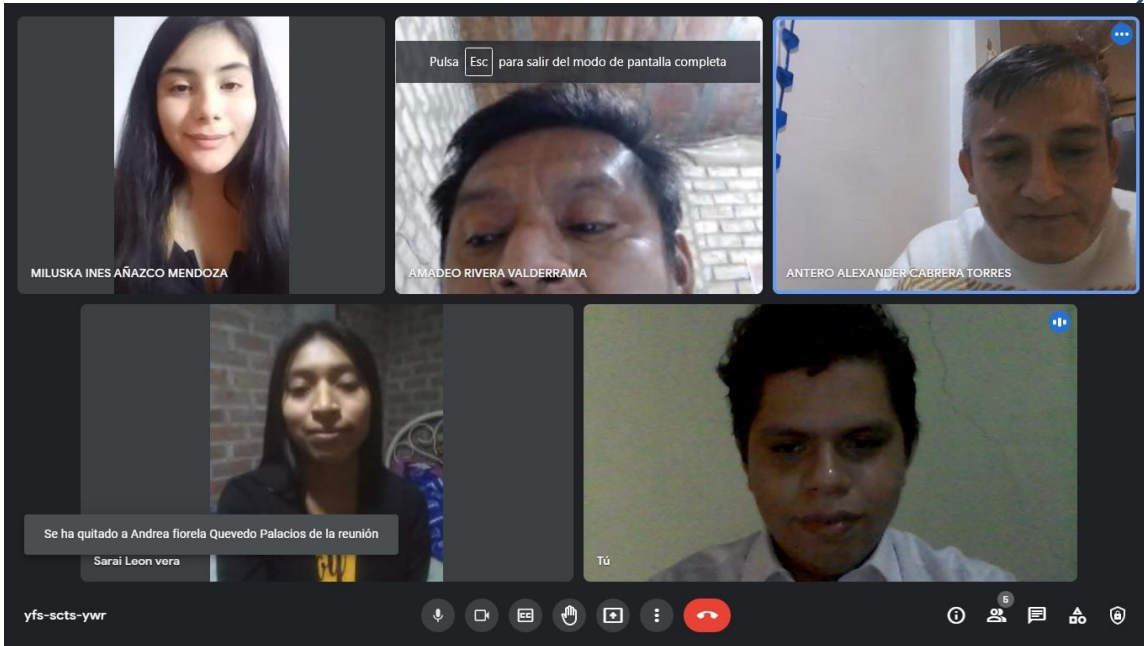 Pulsa Esc para salir del modo de pantalla completa
MILUSKA INES AÑAZCO MENDOZA
AMADEO RIVERA VALDERRAMA
ANTERO ALEXANDER CABRERA TORRES
Se ha quitado a Andrea fiorela Quevedo Palacios de la reunión
Sarai Leon vera
Tú
yfs-scts-ywr
CC
5